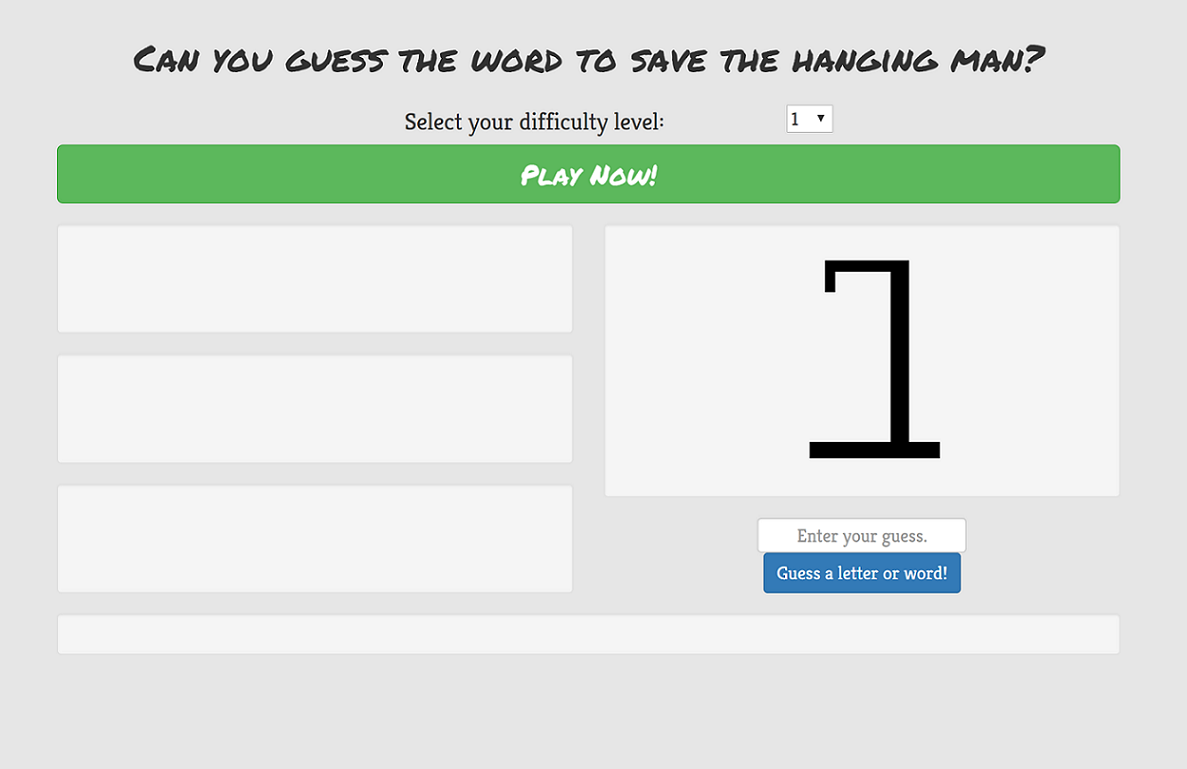 Can you guess the word to save the hanging man?
Select your difficulty level: 1
Play Now!
Enter your guess.
Guess a letter or word!